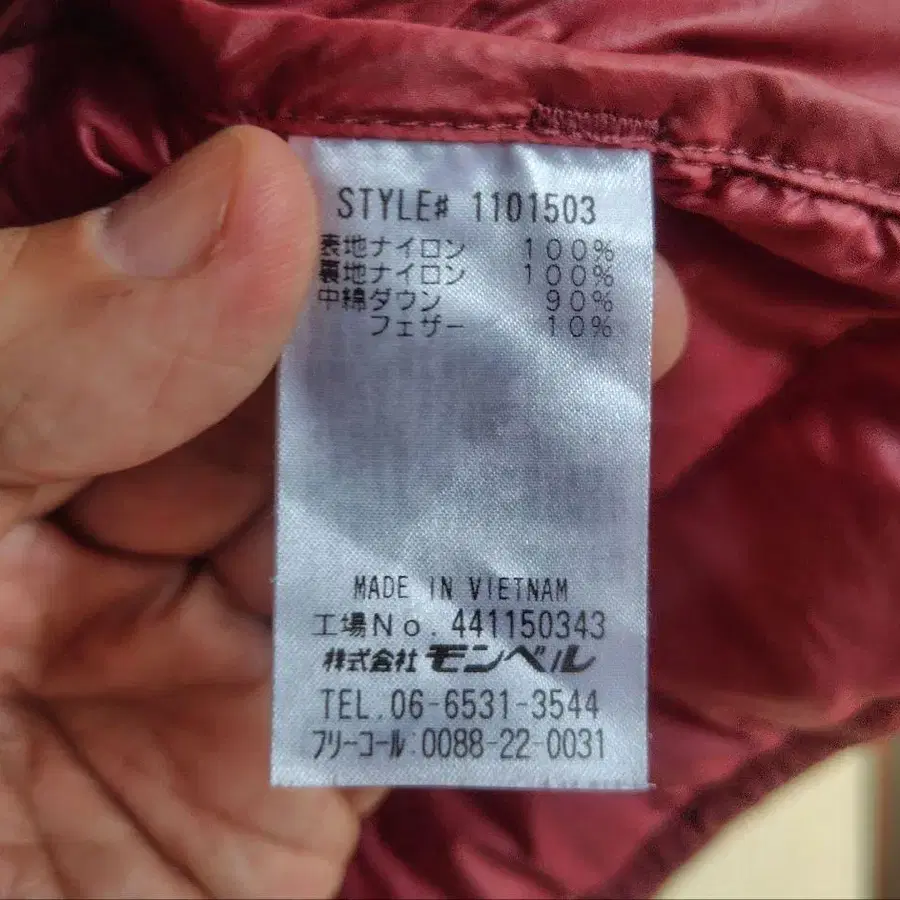 STYLE# 1101503
表地ナイロン 100%
裏地ナイロン 100%
中綿ダウン 90%
フェザー 10%
MADE IN VIETNAM
工場No. 441150343
株式会社 モンベル
TEL.06-6531-3544
フリーコール:0088-22-0031